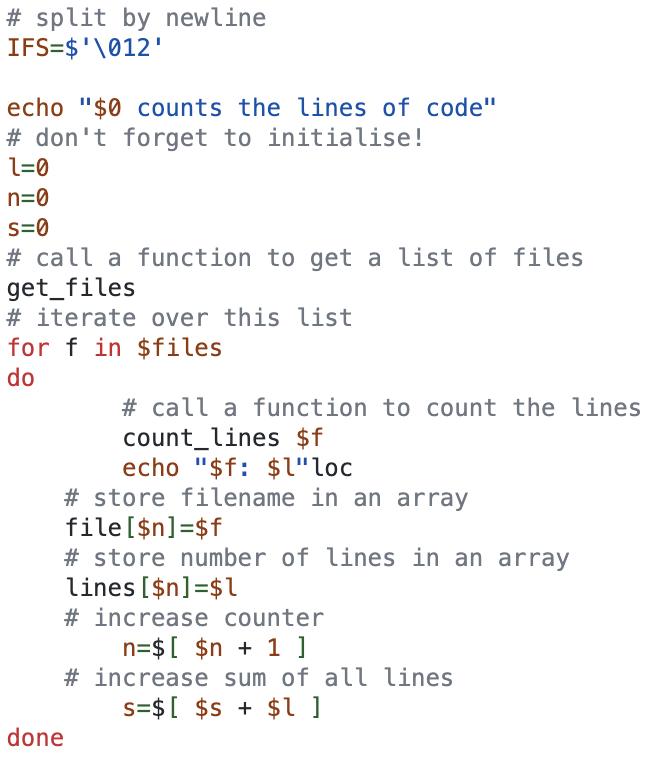 # split by newline
IFS=$'\012'

echo "$0 counts the lines of code"
# don't forget to initialise!
l=0
n=0
s=0
# call a function to get a list of files
get_files
# iterate over this list
for f in $files
do
        # call a function to count the lines
        count_lines $f
        echo "$f: $l"loc
    # store filename in an array
    file[$n]=$f
    # store number of lines in an array
    lines[$n]=$l
    # increase counter
        n=$[ $n + 1 ]
    # increase sum of all lines
        s=$[ $s + $l ]
done